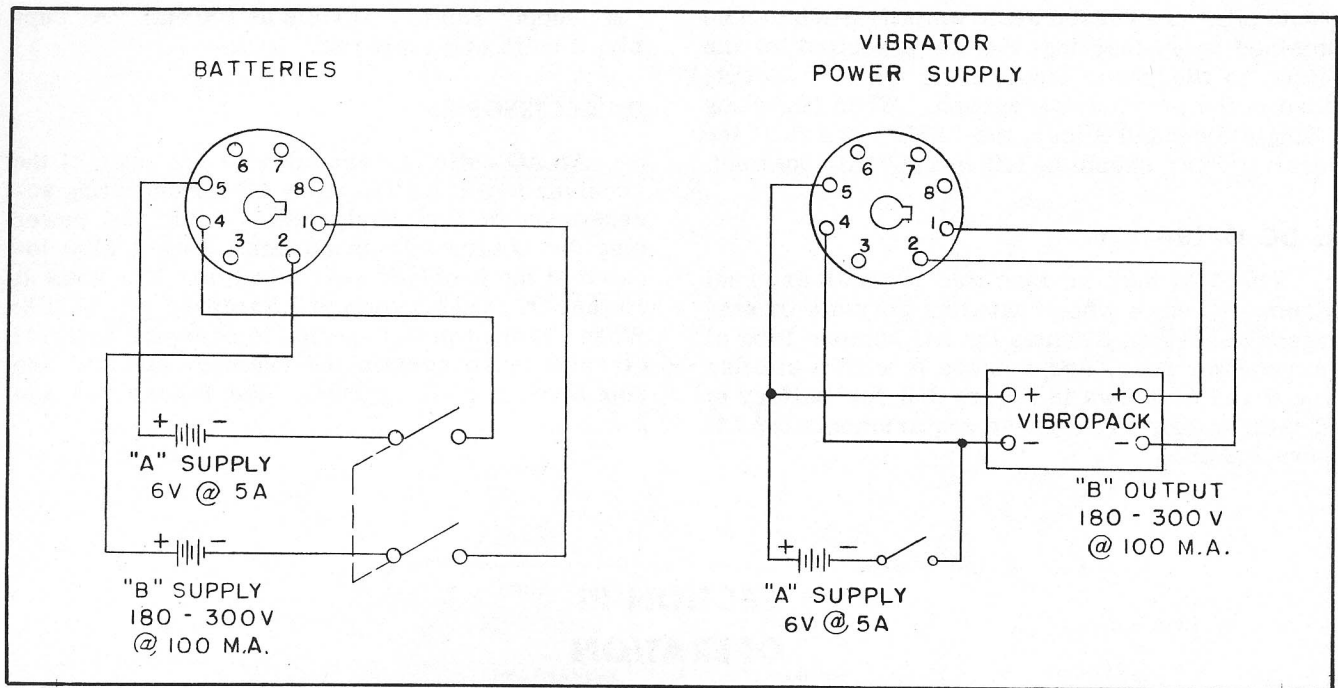 BATTERIES
6 7
5 8
4 1
3 2
+ -
"A" SUPPLY
6V @ 5A
+ -
"B" SUPPLY
180 - 300V
@ 100 M.A.
VIBRATOR
POWER SUPPLY
6 7
5 8
4 1
3 2
+ +
VIBROPACK
- -
"B" OUTPUT
180 - 300 V
@ 100 M.A.
+ -
"A" SUPPLY
6V @ 5A